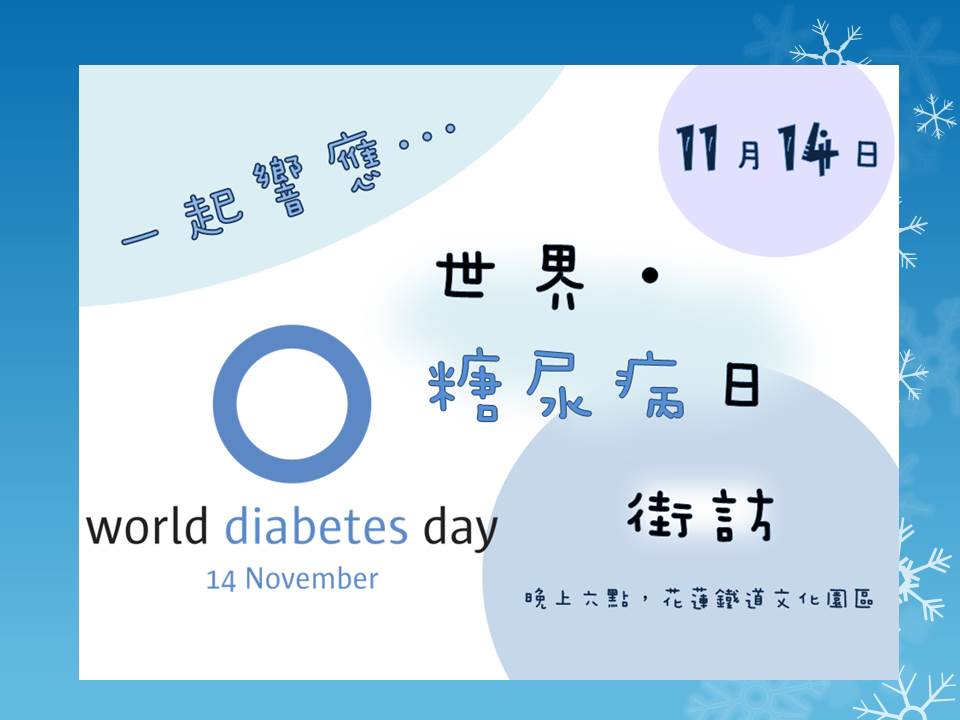 一起響應…
11月14日
世界·
糖尿病日
world diabetes day
14 November
街訪
晚上六點，花蓮鐵道文化園區